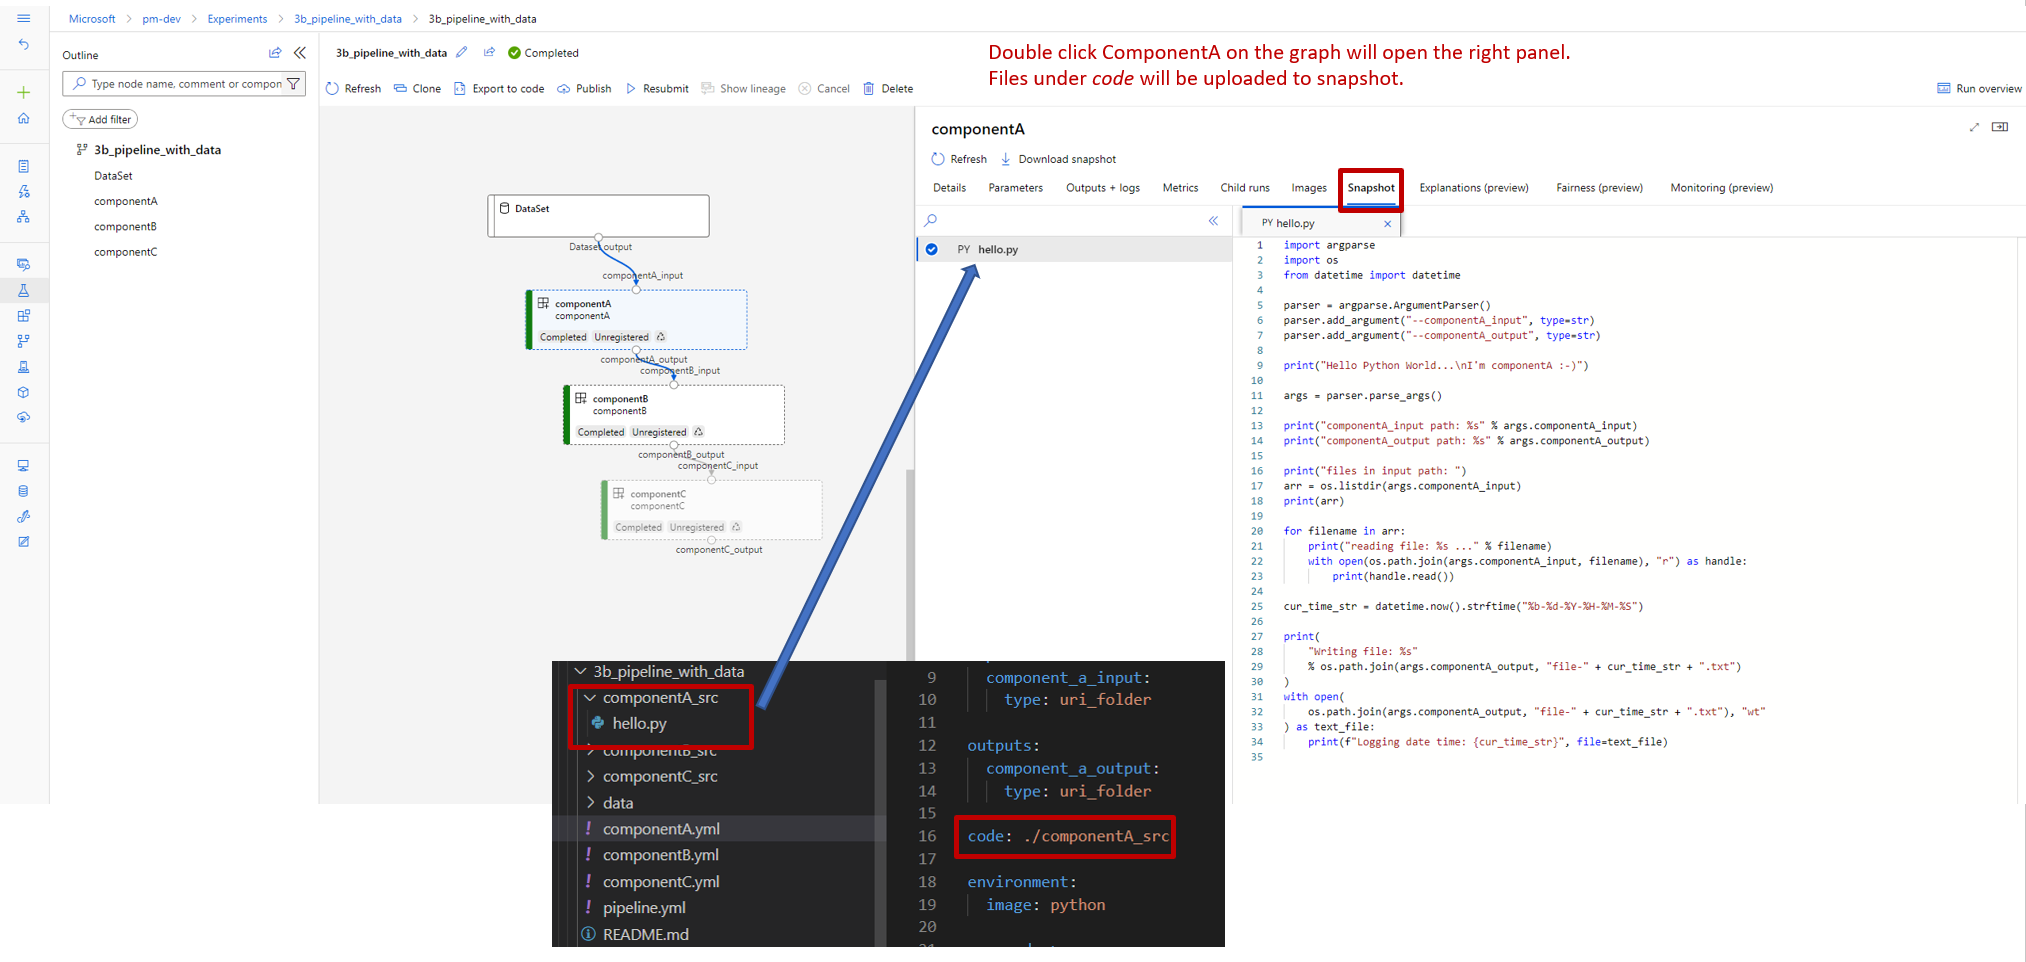 Microsoft > pm-dev > Experiments > 3b_pipeline_with_data > 3b_pipeline_with_data
Outline
Type node name, comment or compon
Add filter
3b_pipeline_with_data
DataSet
componentA
componentB
componentC
3b_pipeline_with_data
Completed
Double click ComponentA on the graph will open the right panel.
Files under code will be uploaded to snapshot.
Refresh Clone Export to code Publish Resubmit Show lineage Cancel Delete
Run overview
DataSet
Dataset_output
componentA_input
componentA
componentA
Completed Unregistered
componentA_output
componentB_input
componentB
componentB
Completed Unregistered
componentB_output
componentC_input
componentC
componentC
Completed Unregistered
componentC_output
componentA
Refresh Download snapshot
Details Parameters Outputs + logs Metrics Child runs Images Snapshot Explanations (preview) Fairness (preview) Monitoring (preview)
PY hello.py
PY hello.py
1 import argparse
2 import os
3 from datetime import datetime
4
5 parser = argparse.ArgumentParser()
6 parser.add_argument("--componentA_input", type=str)
7 parser.add_argument("--componentA_output", type=str)
8
9 print("Hello Python World...\nI'm componentA :-)")
10
11 args = parser.parse_args()
12
13 print("componentA_input path: %s" % args.componentA_input)
14 print("componentA_output path: %s" % args.componentA_output)
15
16 print("files in input path: ")
17 arr = os.listdir(args.componentA_input)
18 print(arr)
19
20 for filename in arr:
21 print("reading file: %s ..." % filename)
22 with open(os.path.join(args.componentA_input, filename), "r") as handle:
23 print(handle.read())
24
25 cur_time_str = datetime.now().strftime("%b-%d-%Y-%H-%M-%S")
26
27 print(
28 "Writing file: %s"
29 % os.path.join(args.componentA_output, "file-" + cur_time_str + ".txt")
30 )
31 with open(
32 os.path.join(args.componentA_output, "file-" + cur_time_str + ".txt"), "wt"
33 ) as text_file:
34 print(f"Logging date time: {cur_time_str}", file=text_file)
35
3b_pipeline_with_data
componentA_src
hello.py
componentB_src
componentC_src
data
! componentA.yml
! componentB.yml
! componentC.yml
! pipeline.yml
README.md
9 component_a_input:
10 type: uri_folder
11
12 outputs:
13 component_a_output:
14 type: uri_folder
15
16 code: ./componentA_src
17
18 environment:
19 image: python
20